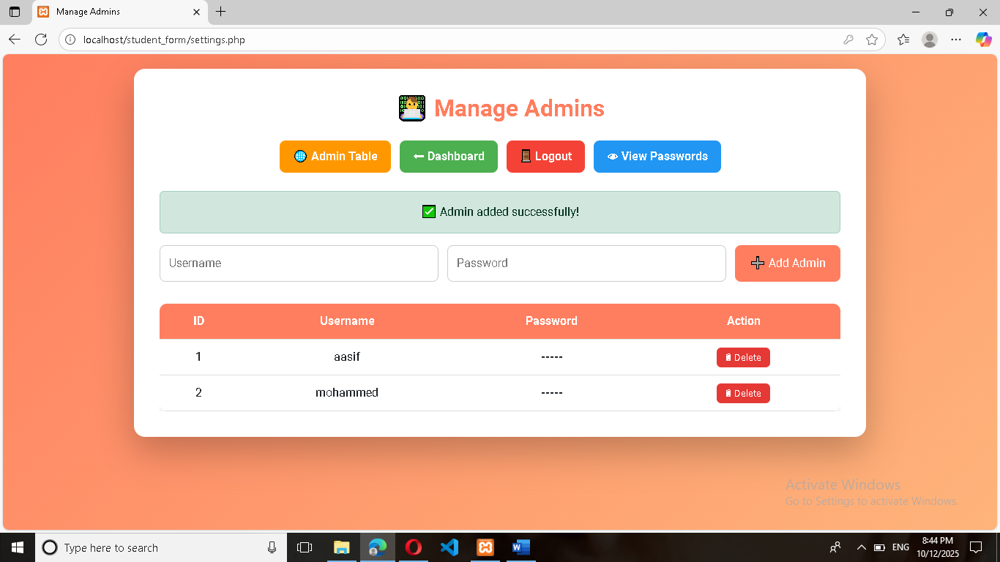 Manage Admins
localhost/student_form/settings.php
Manage Admins
Admin Table
Dashboard
Logout
View Passwords
Admin added successfully!
Username
Password
Add Admin
ID Username Password Action
1 aasif ----- Delete
2 mohammed ----- Delete
Activate Windows
Go to Settings to activate Windows.
Type here to search
ENG
8:44 PM
10/12/2025